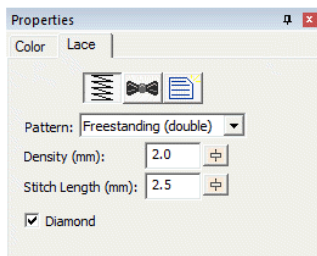 Properties
Color Lace
Pattern: Freestanding (double)
Density (mm): 2.0
Stitch Length (mm): 2.5
Diamond